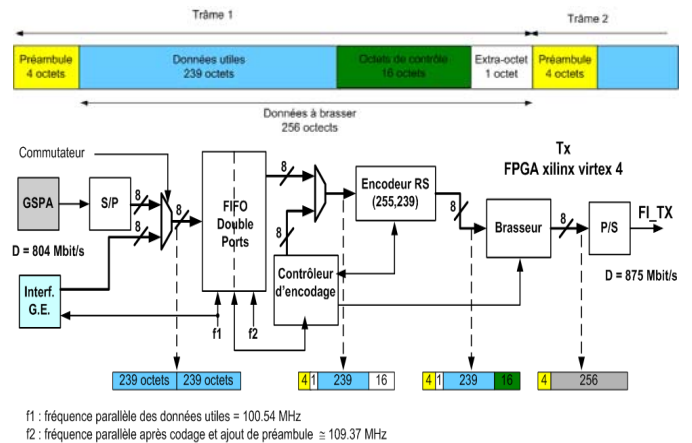 Trâme 1
Trâme 2
Préambule
4 octets
Données utiles
239 octets
Octets de contrôle
16 octets
Extra-octet
1 octet
Préambule
4 octets
Données à brasser
256 octects
Commutateur
Tx
FPGA xilinx virtex 4
GSPA
S/P
8
8
8
FIFO
Double
Ports
8
8
Encodeur RS
(255,239)
8
Brasseur
8
P/S
FI_TX
D = 804 Mbit/s
D = 875 Mbit/s
Interf.
G.E.
Contrôleur
d'encodage
f1
f2
239 octets
239 octets
4
1
239
16
4
1
239
16
4
256
f1 : fréquence parallèle des données utiles = 100.54 MHz
f2 : fréquence parallèle après codage et ajout de préambule ≅ 109.37 MHz